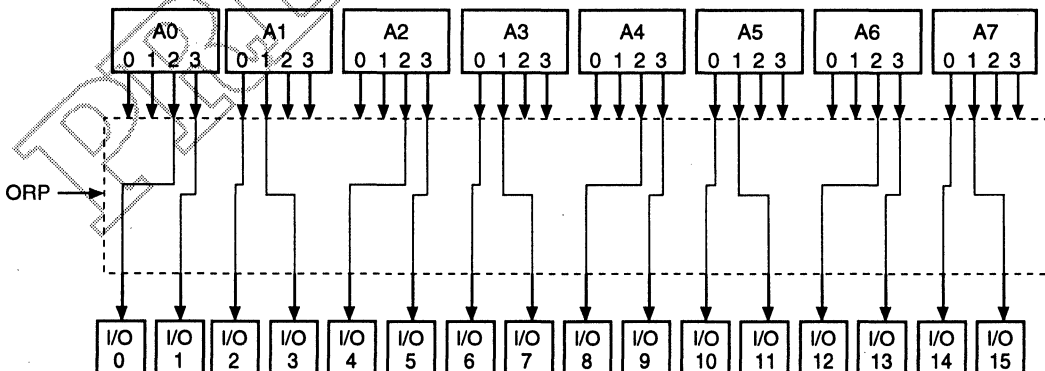 A0 A1 A2 A3 A4 A5 A6 A7
0 1 2 3 0 1 2 3 0 1 2 3 0 1 2 3 0 1 2 3 0 1 2 3 0 1 2 3 0 1 2 3
ORP
I/O I/O I/O I/O I/O I/O I/O I/O I/O I/O I/O I/O I/O I/O I/O I/O
0 1 2 3 4 5 6 7 8 9 10 11 12 13 14 15